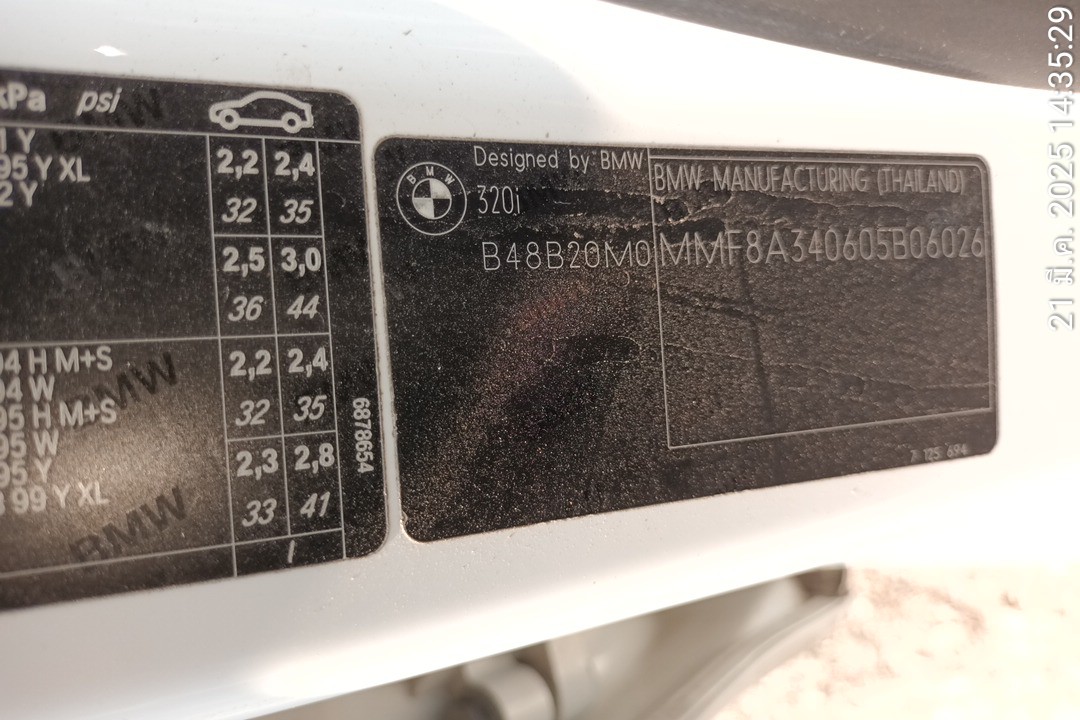 kPa psi
1 Y
95 Y XL
2 Y
2,2 2,4
32 35
2,5 3,0
36 44
04 H M+S
04 W
95 H M+S
95 W
95 Y
99 Y XL
2,2 2,4
32 35
2,3 2,8
33 41
6878654
BMW
BMW
BMW
BMW
Designed by BMW
320i
B48B20M0
BMW MANUFACTURING (THAILAND)
MMF8A340605B06026
7 125 694
21 มี.ค. 2025 14:35:29